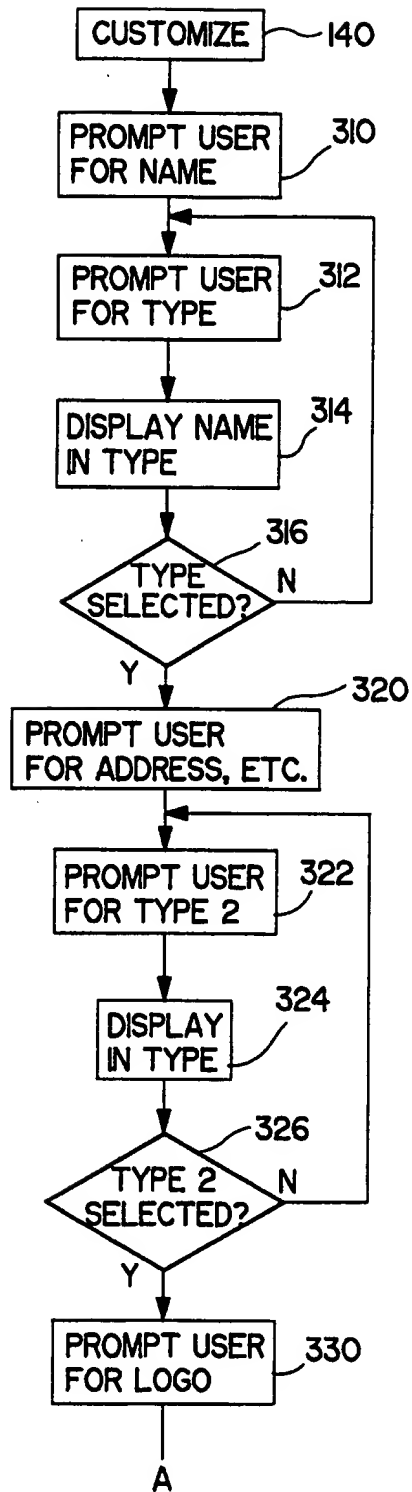 CUSTOMIZE
140
PROMPT USER
FOR NAME
310
PROMPT USER
FOR TYPE
312
DISPLAY NAME
IN TYPE
314
316
TYPE
SELECTED?
N
Y
320
PROMPT USER
FOR ADDRESS, ETC.
PROMPT USER
FOR TYPE 2
322
DISPLAY
IN TYPE
324
326
TYPE 2
SELECTED?
N
Y
PROMPT USER
FOR LOGO
330
A